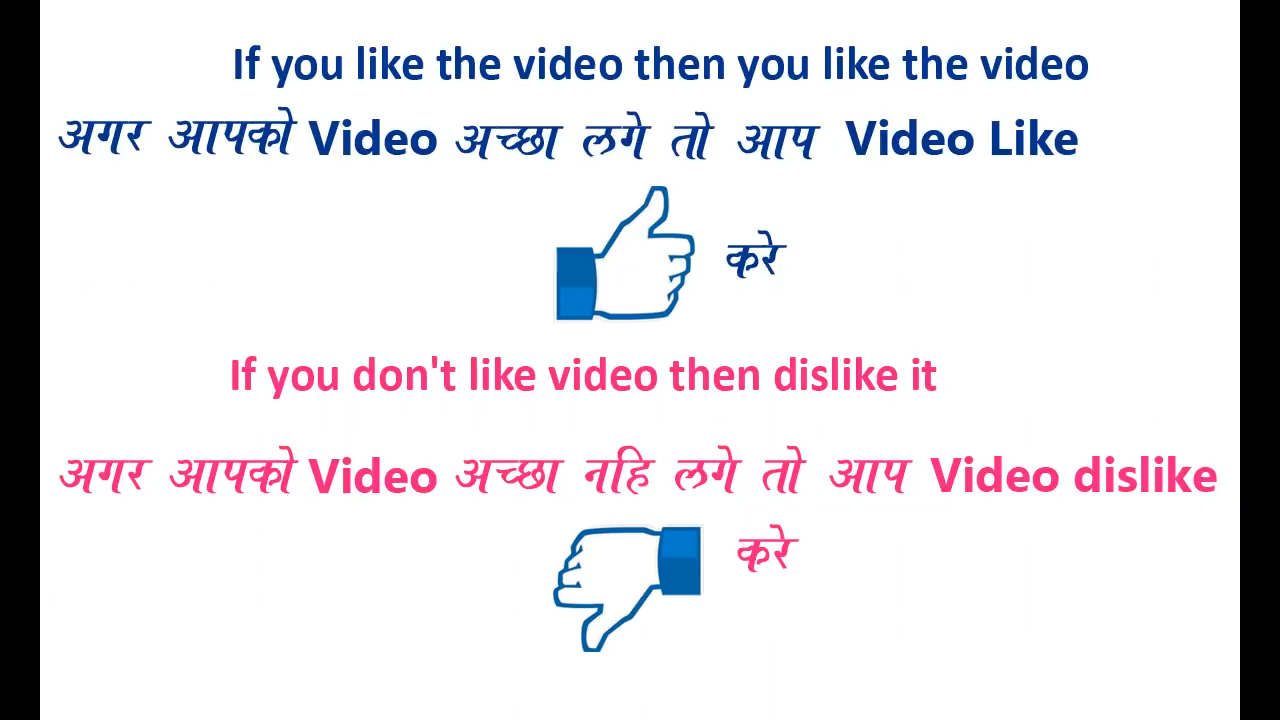 If you like the video then you like the video
अगर आपको Video अच्छा लगे तो आप Video Like
करे
If you don't like video then dislike it
अगर आपको Video अच्छा नहि लगे तो आप Video dislike
करे